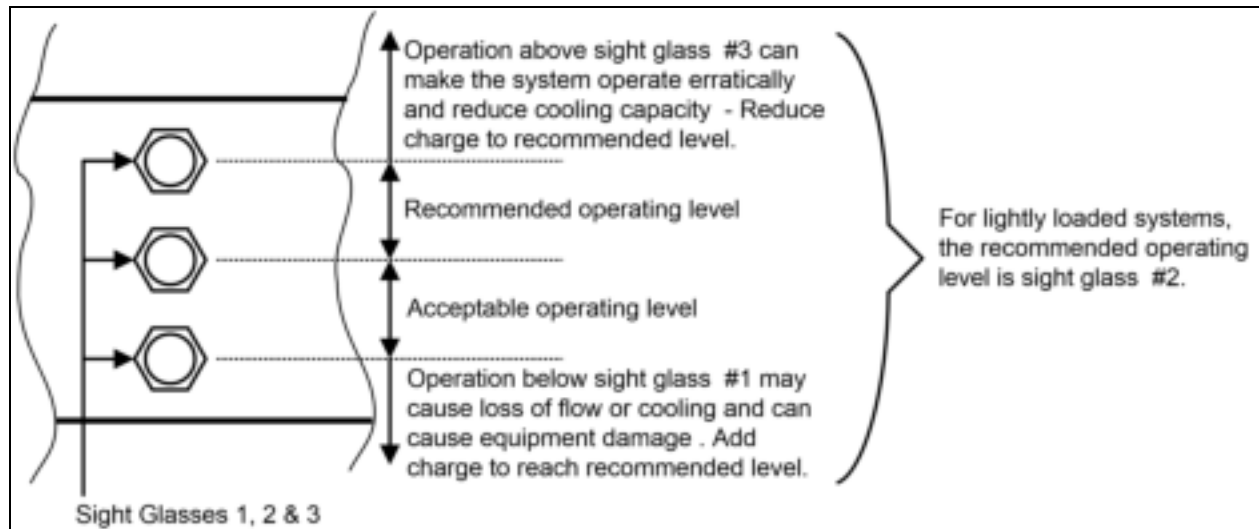 Operation above sight glass #3 can
make the system operate erratically
and reduce cooling capacity - Reduce
charge to recommended level.
Recommended operating level
Acceptable operating level
Operation below sight glass #1 may
cause loss of flow or cooling and can
cause equipment damage . Add
charge to reach recommended level.
For lightly loaded systems,
the recommended operating
level is sight glass #2.
Sight Glasses 1, 2 & 3